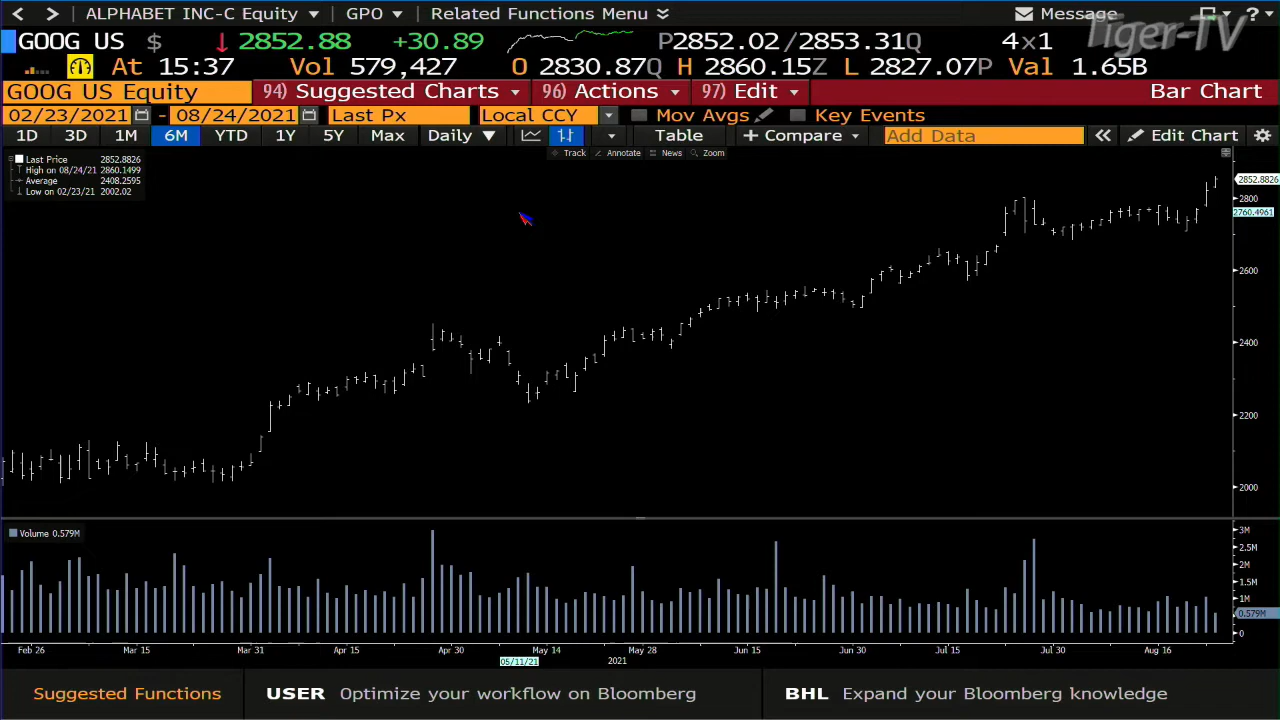 ALPHABET INC-C Equity GPO Related Functions Menu Message ?
Tiger-TV
GOOG US $ ↓ 2852.88 +30.89 P2852.02 /2853.31Q 4×1
At 15:37 Vol 579,427 O 2830.87Q H 2860.15Z L 2827.07P Val 1.65B
GOOG US Equity 94) Suggested Charts 96) Actions 97) Edit Bar Chart
02/23/2021 - 08/24/2021 Last Px Local CCY Mov Avgs Key Events
1D 3D 1M 6M YTD 1Y 5Y Max Daily ▼ Table + Compare Add Data « Edit Chart
Track Annotate News Zoom
Last Price 2852.8826
High on 08/24/21 2860.1499
Average 2408.2595
Low on 02/23/21 2002.02
2852.8826
2800
2760.4961
2600
2400
2200
2000
Volume 0.579M
3M
2.5M
2M
1.5M
1M
0.579M
0
Feb 26 Mar 15 Mar 31 Apr 15 Apr 30 May 14 May 28 Jun 15 Jun 30 Jul 15 Jul 30 Aug 16
05/11/21 2021
Suggested Functions USER Optimize your workflow on Bloomberg BHL Expand your Bloomberg knowledge